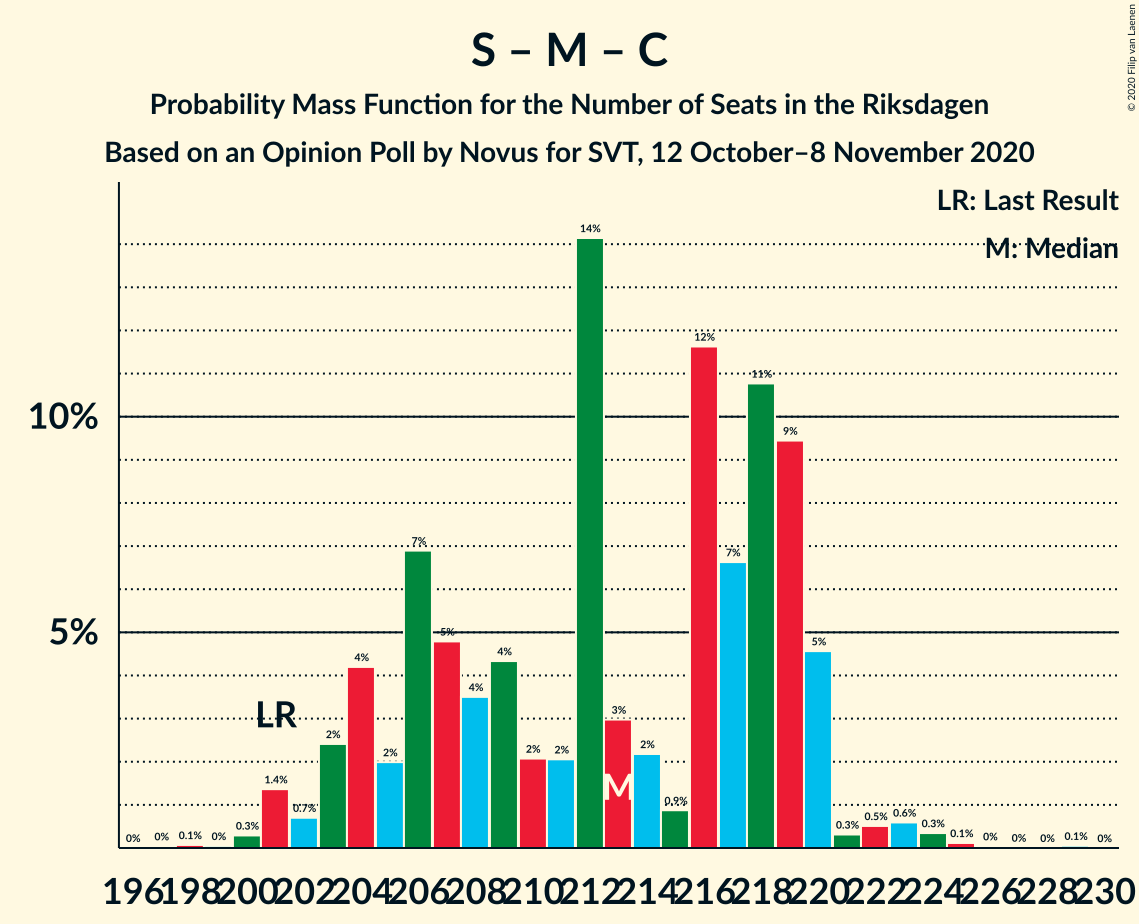 © 2020 Filip van Laenen
S – M – C
Probability Mass Function for the Number of Seats in the Riksdagen
Based on an Opinion Poll by Novus for SVT, 12 October–8 November 2020
LR: Last Result
M: Median
10%
5%
0% 0% 0.1% 0% 0.3% 1.4% 0.7% 2% 4% 2% 7% 5% 4% 4% 2% 2% 14% 3% 2% 0.9% 12% 7% 11% 9% 5% 0.3% 0.5% 0.6% 0.3% 0.1% 0% 0% 0% 0.1% 0%
LR
M
196 198 200 202 204 206 208 210 212 214 216 218 220 222 224 226 228 230